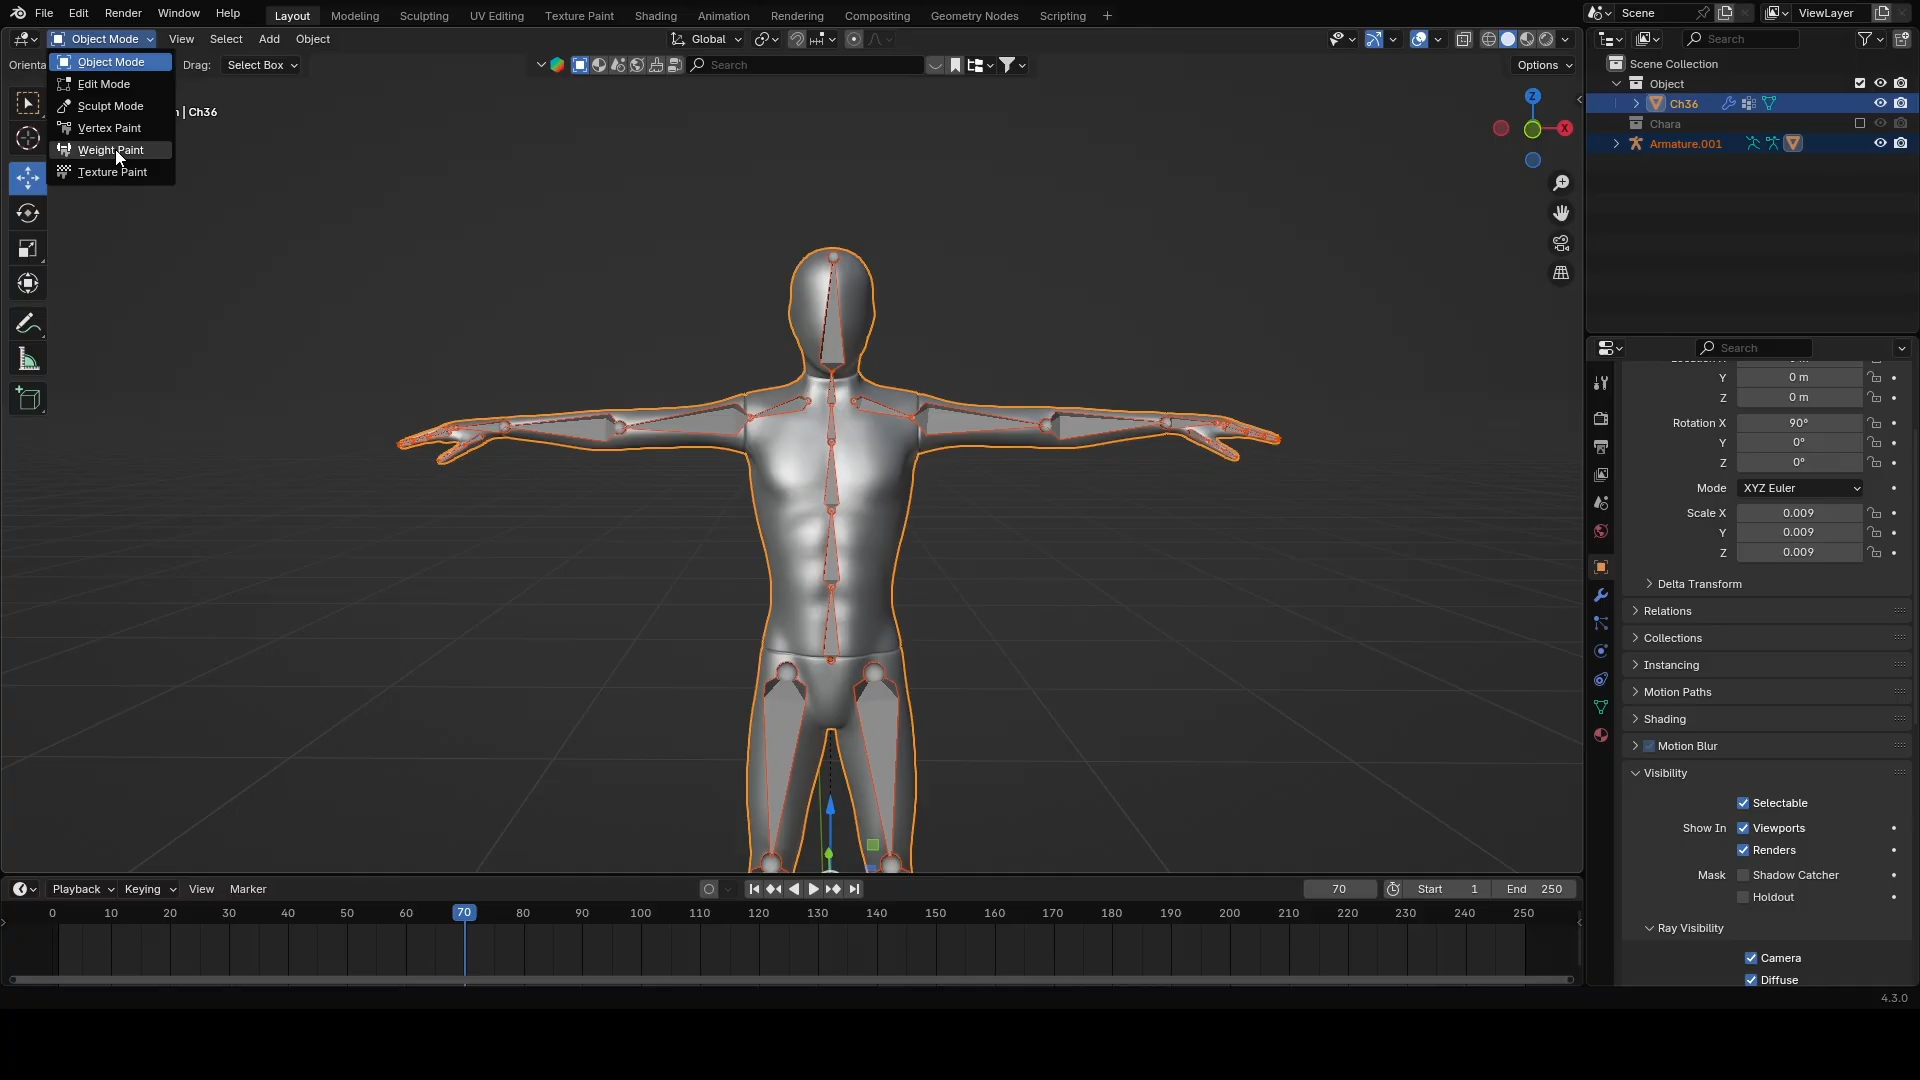 File Edit Render Window Help Layout Modeling Sculpting UV Editing Texture Paint Shading Animation Rendering Compositing Geometry Nodes Scripting + Scene ViewLayer
Object Mode View Select Add Object Global Search
Orienta Drag: Select Box Search Options
Object Mode
Edit Mode
Sculpt Mode
Vertex Paint
Weight Paint
Texture Paint
| Ch36
Z
X
Scene Collection
Object
Ch36
Chara
Armature.001
Search
Y 0 m
Z 0 m
Rotation X 90°
Y 0°
Z 0°
Mode XYZ Euler
Scale X 0.009
Y 0.009
Z 0.009
Delta Transform
Relations
Collections
Instancing
Motion Paths
Shading
Motion Blur
Visibility
Selectable
Show In Viewports
Renders
Mask Shadow Catcher
Holdout
Ray Visibility
Camera
Diffuse
Playback Keying View Marker 70 Start 1 End 250
0 10 20 30 40 50 60 70 80 90 100 110 120 130 140 150 160 170 180 190 200 210 220 230 240 250
4.3.0